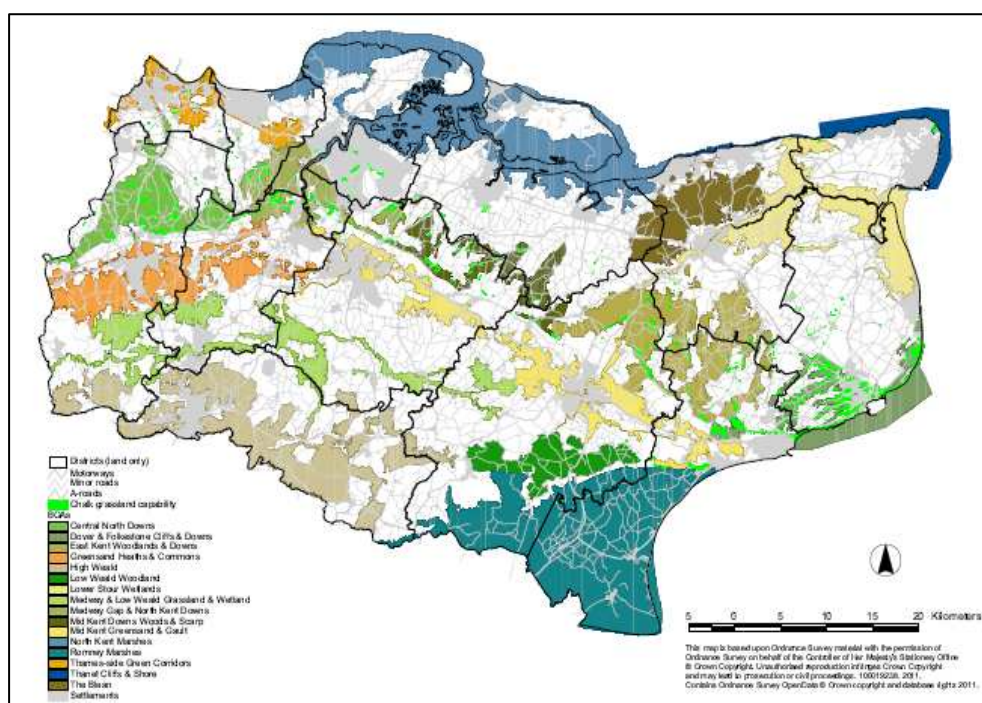 Districts (land only)
Motorways
Minor roads
A-roads
Chalk grassland capability
BOAs
Central North Downs
Dover & Folkestone Cliffs & Downs
East Kent Woodlands & Downs
Greensand Heaths & Commons
High Weald
Low Weald Woodland
Lower Stour Wetlands
Medway & Low Weald Grassland & Wetland
Medway Gap & North Kent Downs
Mid Kent Downs Woods & Scarp
Mid Kent Greensand & Gault
North Kent Marshes
Romney Marshes
Thames-side Green Corridors
Thanet Cliffs & Shore
The Blean
Settlements
5 0 5 10 15 20 Kilometers
This map is based upon Ordnance Survey material with the permission of
Ordnance Survey on behalf of the Controller of Her Majesty's Stationery Office
© Crown Copyright. Unauthorised reproduction infringes Crown Copyright
and may lead to prosecution or civil proceedings. 100019238. 2011.
Contains Ordnance Survey OpenData © Crown copyright and database rights 2011.